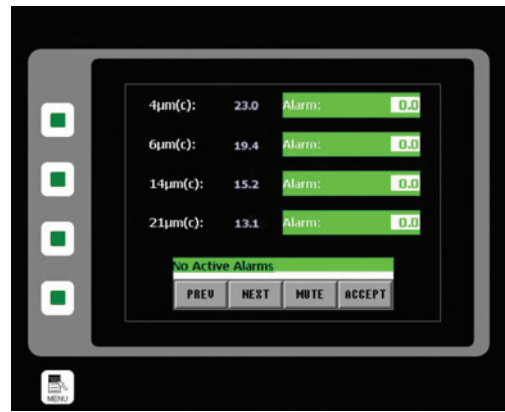 4µm(c): 23.0 Alarm: 0.0
6µm(c): 19.4 Alarm: 0.0
14µm(c): 15.2 Alarm: 0.0
21µm(c): 13.1 Alarm: 0.0
No Active Alarms
PREV NEXT MUTE ACCEPT
MENU